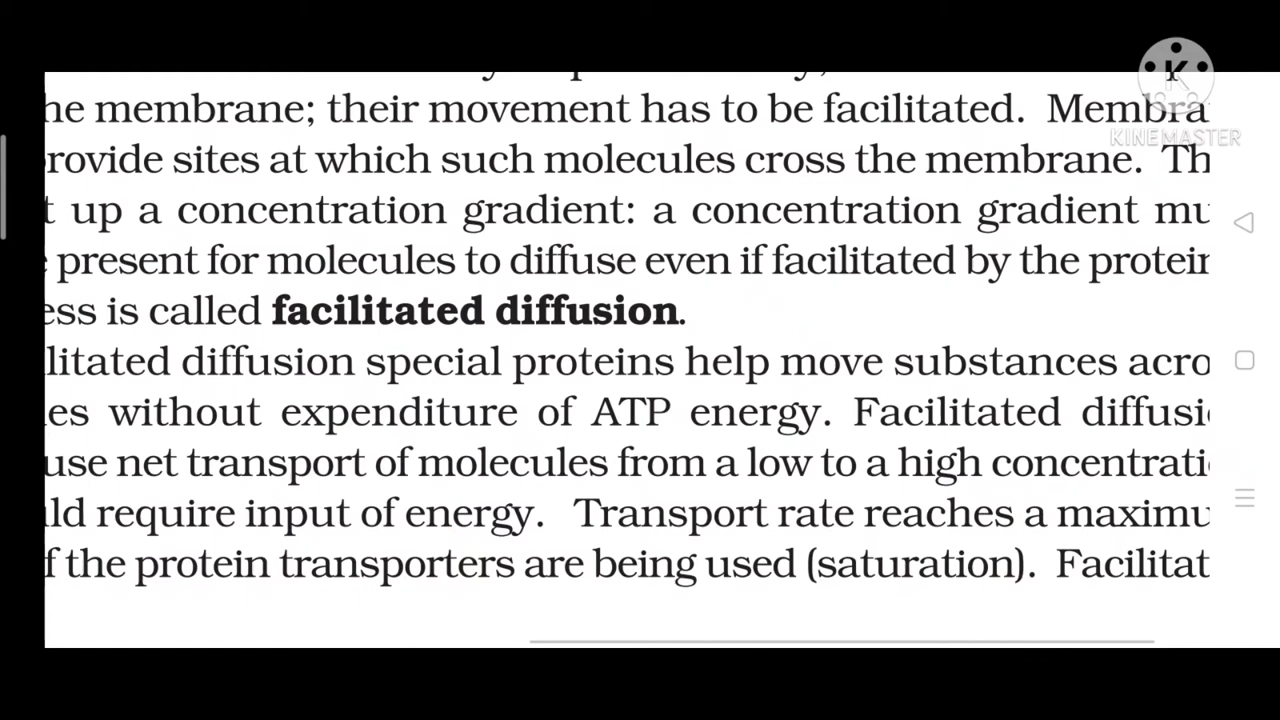 he membrane; their movement has to be facilitated. Membra
provide sites at which such molecules cross the membrane. Th
t up a concentration gradient: a concentration gradient mu
e present for molecules to diffuse even if facilitated by the protein
ess is called facilitated diffusion.
litated diffusion special proteins help move substances acro
es without expenditure of ATP energy. Facilitated diffusi
use net transport of molecules from a low to a high concentrati
ld require input of energy. Transport rate reaches a maximu
f the protein transporters are being used (saturation). Facilitat
KINEMASTER